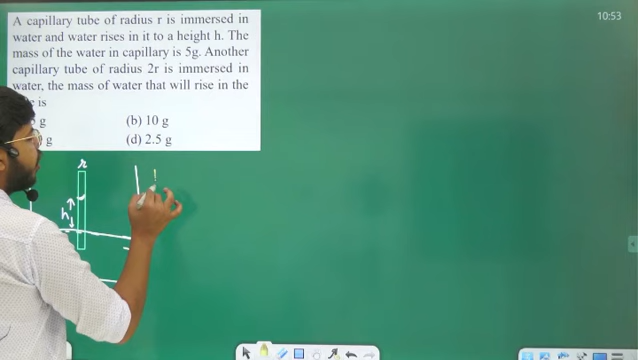 A capillary tube of radius r is immersed in
water and water rises in it to a height h. The
mass of the water in capillary is 5g. Another
capillary tube of radius 2r is immersed in
water, the mass of water that will rise in the
is
g (b) 10 g
g (d) 2.5 g
r
h
10:53